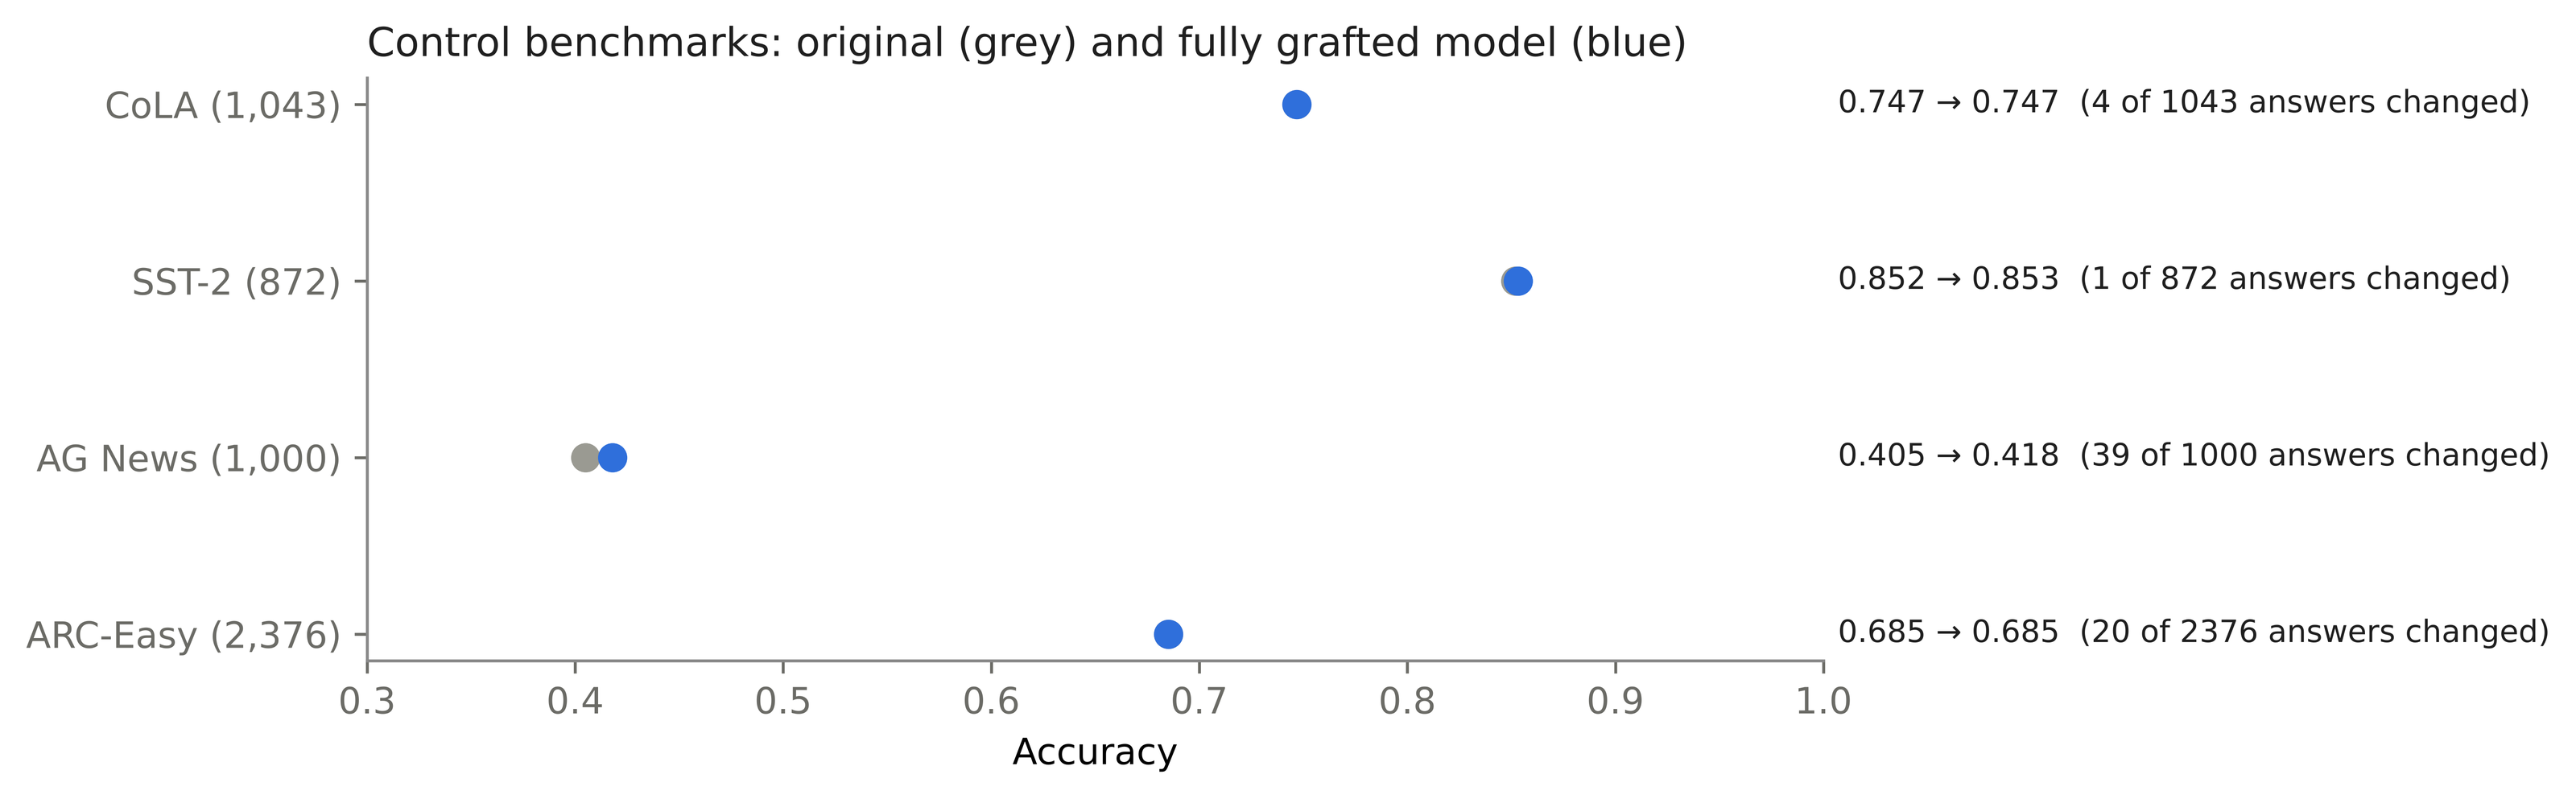 Control benchmarks: original (grey) and fully grafted model (blue)
CoLA (1,043)
0.747 → 0.747 (4 of 1043 answers changed)
SST-2 (872)
0.852 → 0.853 (1 of 872 answers changed)
AG News (1,000)
0.405 → 0.418 (39 of 1000 answers changed)
ARC-Easy (2,376)
0.685 → 0.685 (20 of 2376 answers changed)
0.3 0.4 0.5 0.6 0.7 0.8 0.9 1.0
Accuracy